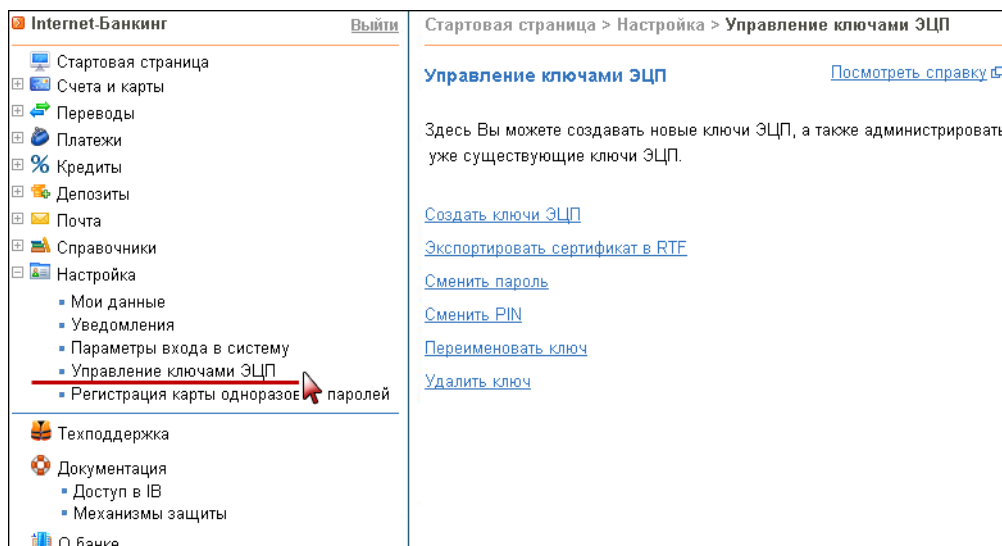 Internet-Банкинг
Выйти
Стартовая страница
Счета и карты
Переводы
Платежи
Кредиты
Депозиты
Почта
Справочники
Настройка
Мои данные
Уведомления
Параметры входа в систему
Управление ключами ЭЦП
Регистрация карты одноразов паролей
Техподдержка
Документация
Доступ в IB
Механизмы защиты
О банке
Стартовая страница > Настройка > Управление ключами ЭЦП
Управление ключами ЭЦП
Посмотреть справку
Здесь Вы можете создавать новые ключи ЭЦП, а также администрировать
уже существующие ключи ЭЦП.
Создать ключи ЭЦП
Экспортировать сертификат в RTF
Сменить пароль
Сменить PIN
Переименовать ключ
Удалить ключ